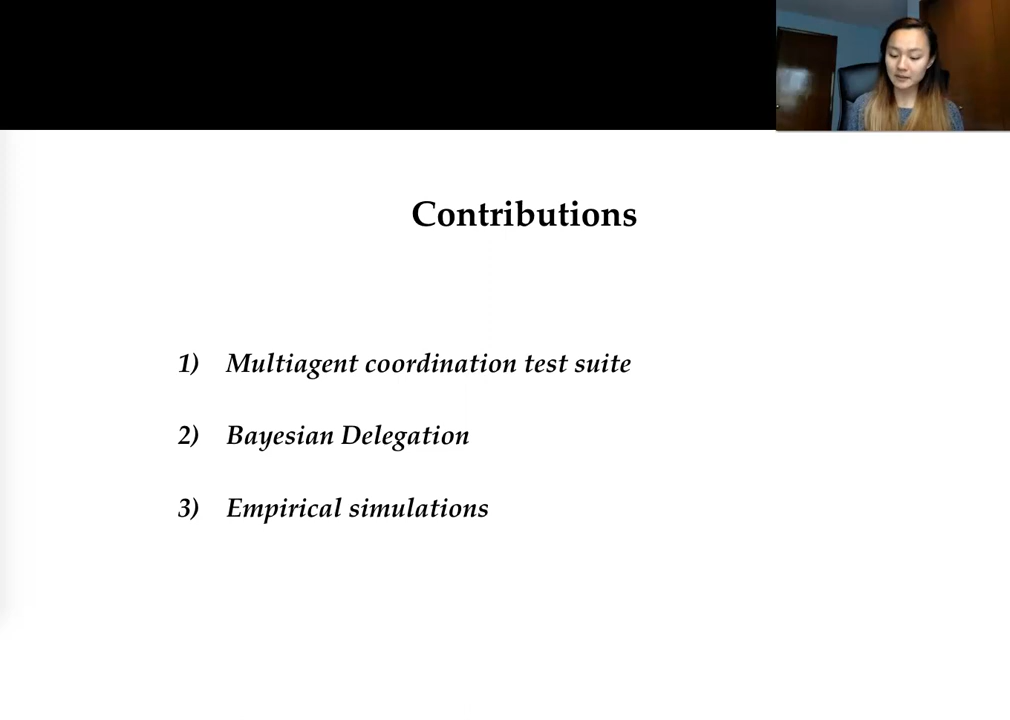 Contributions
1) Multiagent coordination test suite
2) Bayesian Delegation
3) Empirical simulations